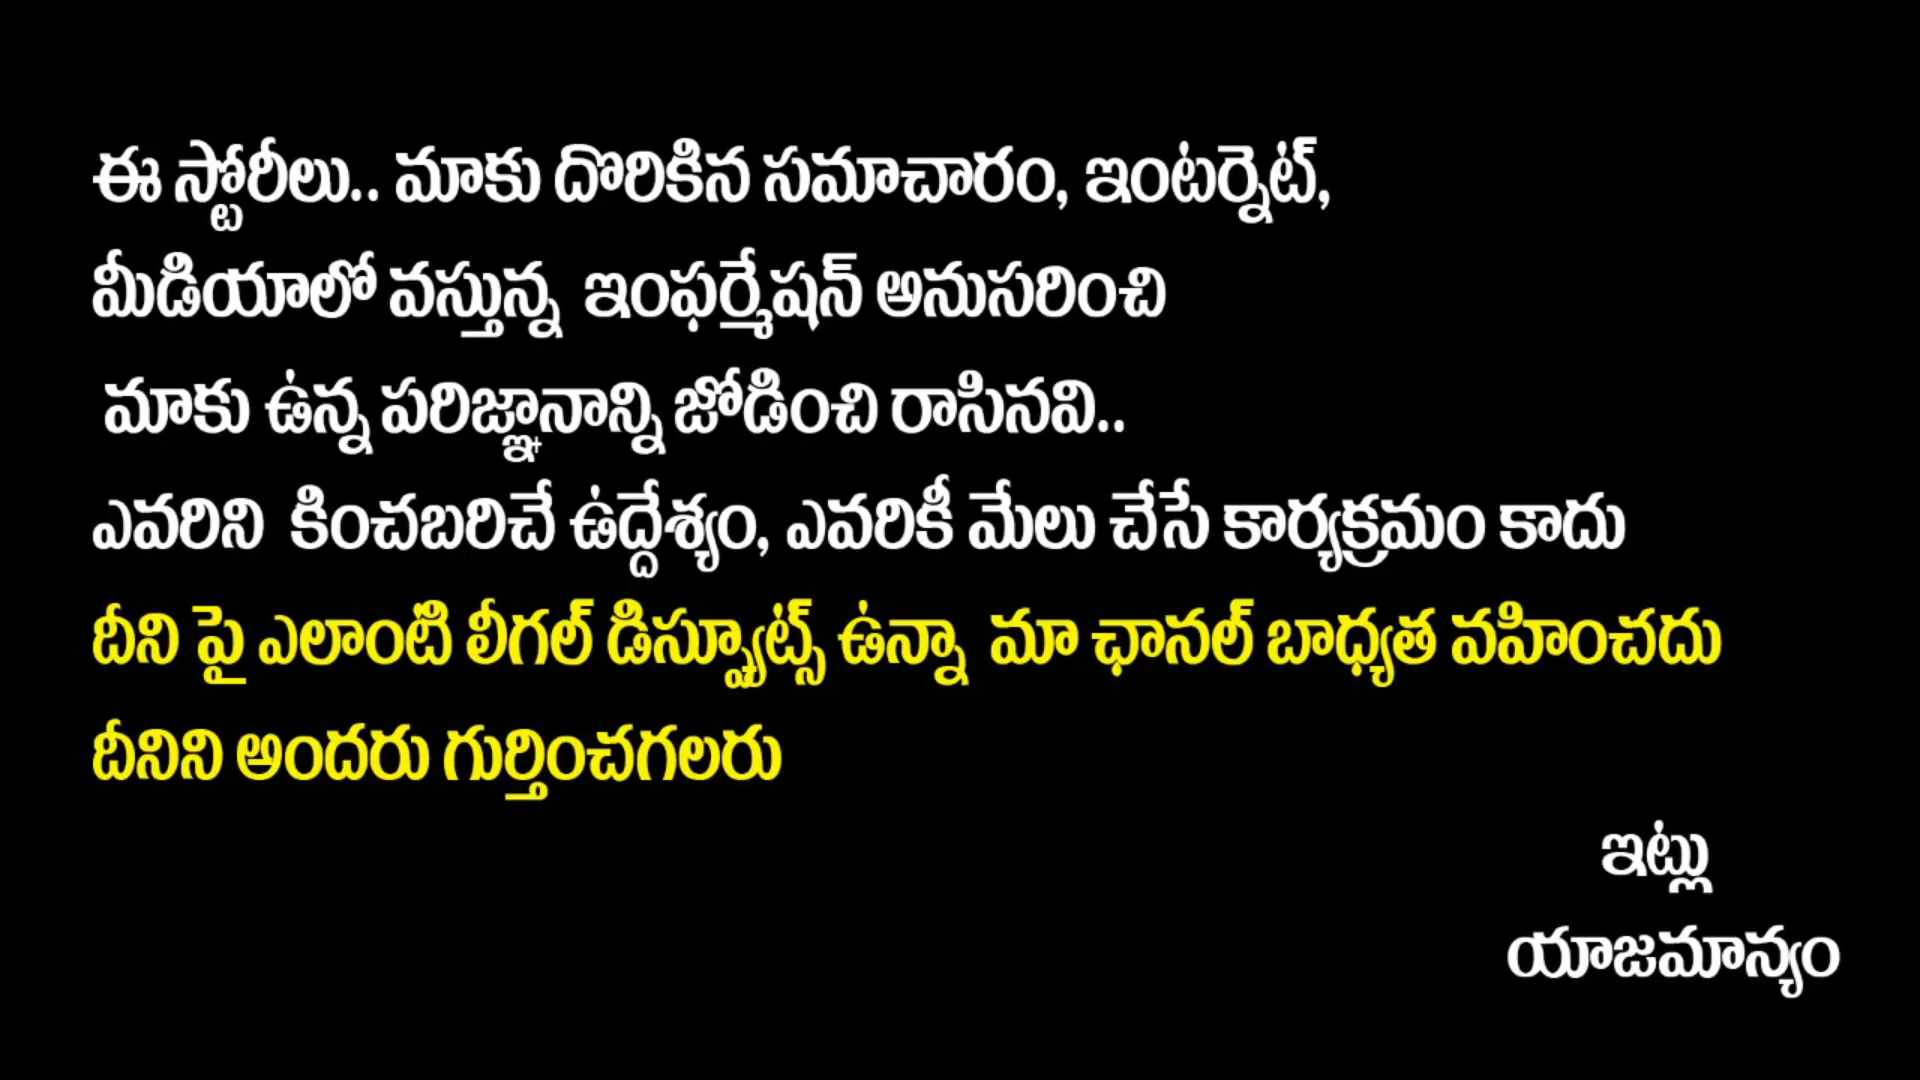 ఈ స్టోరీలు.. మాకు దొరికిన సమాచారం, ఇంటర్నెట్,
మీడియాలో వస్తున్న ఇంఫర్మేషన్ అనుసరించి
మాకు ఉన్న పరిజ్ఞానాన్ని జోడించి రాసినవి..
ఎవరిని కించబరిచే ఉద్దేశ్యం, ఎవరికీ మేలు చేసే కార్యక్రమం కాదు
దీని పై ఎలాంటి లీగల్ డిస్ప్యూట్స్ ఉన్నా మా ఛానల్ బాధ్యత వహించదు
దీనిని అందరు గుర్తించగలరు
ఇట్లు
యాజమాన్యం